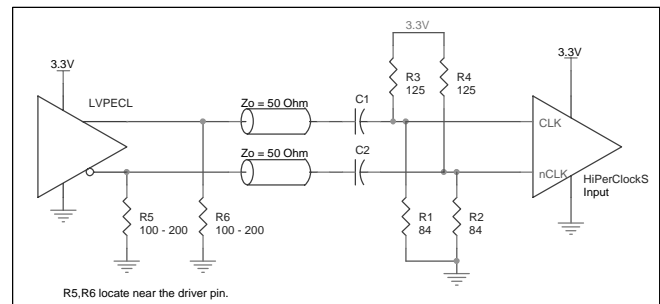 3.3V
3.3V
3.3V
LVPECL
R3
125
R4
125
Zo = 50 Ohm
C1
CLK
Zo = 50 Ohm
C2
nCLK
HiPerClockS
Input
R5
100 - 200
R6
100 - 200
R1
84
R2
84
R5,R6 locate near the driver pin.